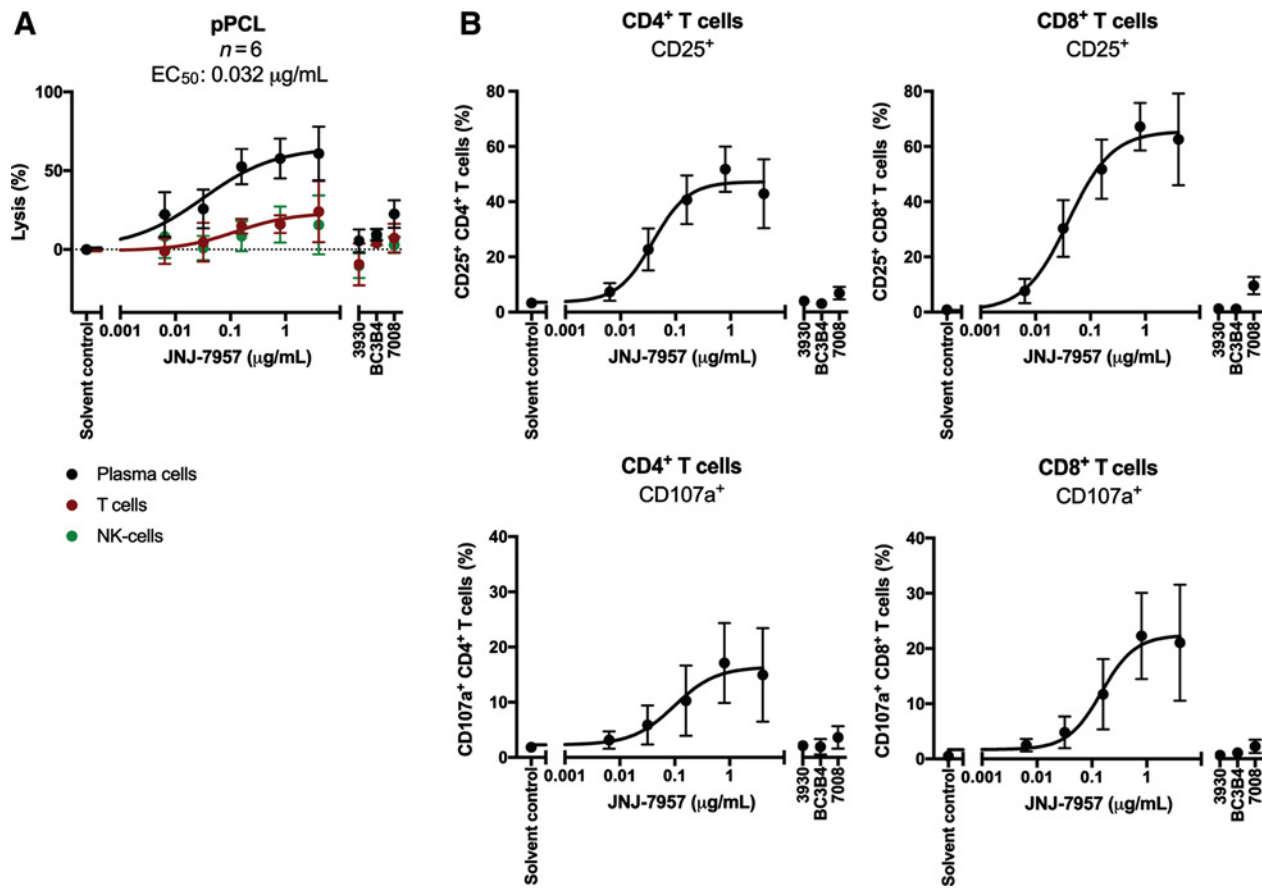 A
pPCL
n=6
EC50: 0.032 µg/mL
100
50
0
Lysis (%)
0.001
0.01
0.1
1
JNJ-7957 (µg/mL)
Solvent control
3930
BC3B4
7008
Plasma cells
T cells
NK-cells
B
CD4+ T cells
CD25+
80
60
40
20
0
CD25+ CD4+ T cells (%)
0.001
0.01
0.1
1
JNJ-7957 (µg/mL)
Solvent control
3930
BC3B4
7008
CD8+ T cells
CD25+
80
60
40
20
0
CD25+ CD8+ T cells (%)
0.001
0.01
0.1
1
JNJ-7957 (µg/mL)
Solvent control
3930
BC3B4
7008
CD4+ T cells
CD107a+
40
30
20
10
0
CD107a+ CD4+ T cells (%)
0.001
0.01
0.1
1
JNJ-7957 (µg/mL)
Solvent control
3930
BC3B4
7008
CD8+ T cells
CD107a+
40
30
20
10
0
CD107a+ CD8+ T cells (%)
0.001
0.01
0.1
1
JNJ-7957 (µg/mL)
Solvent control
3930
BC3B4
7008